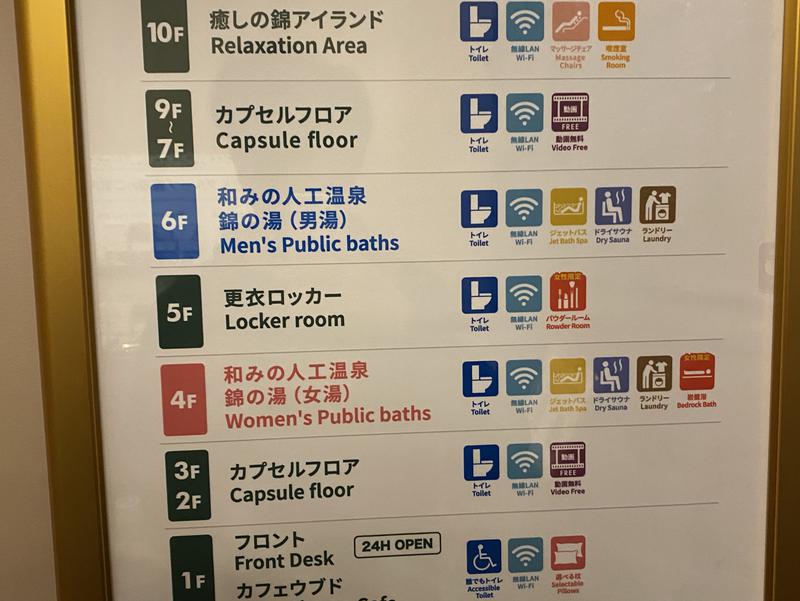 10F
癒しの錦アイランド
Relaxation Area
トイレ
Toilet
無線LAN
Wi-Fi
マッサージチェア
Massage
Chairs
喫煙室
Smoking
Room
9F
~
7F
カプセルフロア
Capsule floor
トイレ
Toilet
無線LAN
Wi-Fi
動画
FREE
動画無料
Video Free
6F
和みの人工温泉
錦の湯（男湯）
Men's Public baths
トイレ
Toilet
無線LAN
Wi-Fi
ジェットバス
Jet Bath Spa
ドライサウナ
Dry Sauna
ランドリー
Laundry
5F
更衣ロッカー
Locker room
トイレ
Toilet
無線LAN
Wi-Fi
女性限定
パウダールーム
Rowder Room
4F
和みの人工温泉
錦の湯（女湯）
Women's Public baths
トイレ
Toilet
無線LAN
Wi-Fi
ジェットバス
Jet Bath Spa
ドライサウナ
Dry Sauna
ランドリー
Laundry
女性限定
岩盤浴
Bedrock Bath
3F
2F
カプセルフロア
Capsule floor
トイレ
Toilet
無線LAN
Wi-Fi
動画
FREE
動画無料
Video Free
1F
フロント
Front Desk
24H OPEN
カフェウブド
誰でもトイレ
Accessible
Toilet
無線LAN
Wi-Fi
選べる枕
Selectable
Pillows